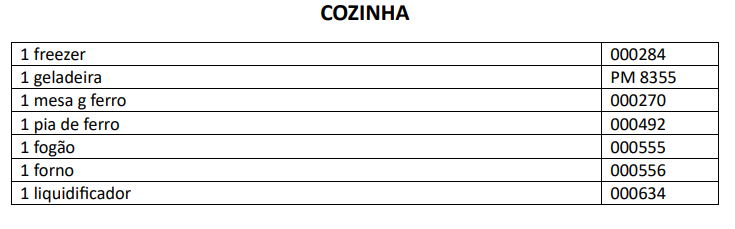 COZINHA
1 freezer 000284
1 geladeira PM 8355
1 mesa g ferro 000270
1 pia de ferro 000492
1 fogão 000555
1 forno 000556
1 liquidificador 000634